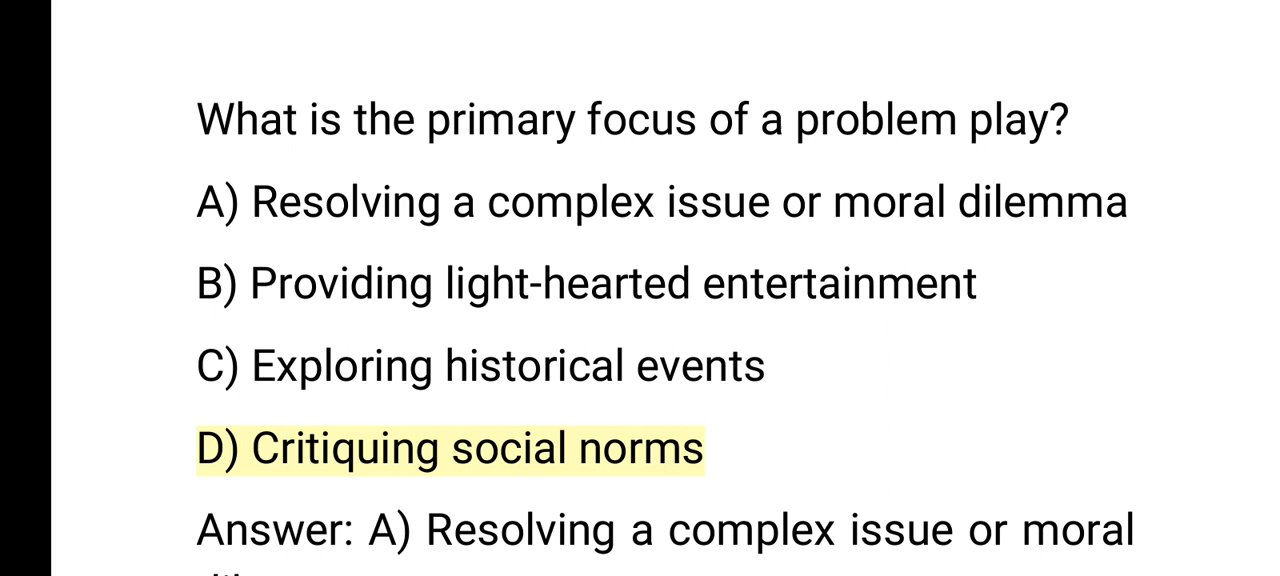 What is the primary focus of a problem play?
A) Resolving a complex issue or moral dilemma
B) Providing light-hearted entertainment
C) Exploring historical events
D) Critiquing social norms
Answer: A) Resolving a complex issue or moral